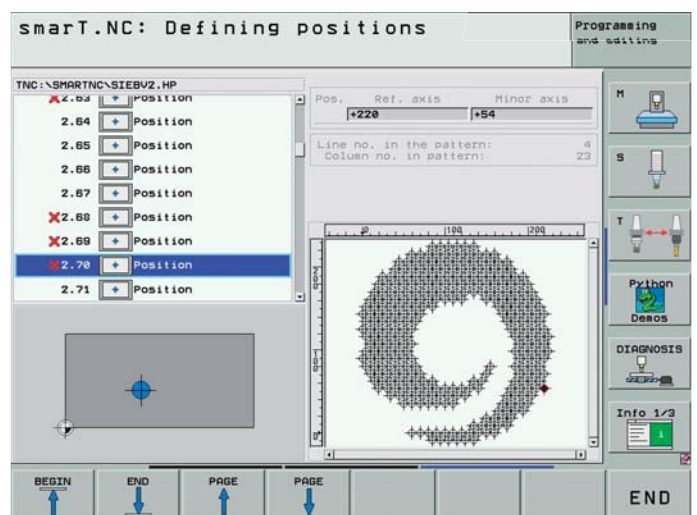 smarT.NC: Defining positions
Programming
and editing
TNC:\SMARTNC\SIEBV2.HP
2.63 Position
2.64 Position
2.65 Position
2.66 Position
2.67 Position
2.68 Position
2.69 Position
2.70 Position
2.71 Position
Pos. Ref. axis Minor axis
+220 +54
Line no. in the pattern: 4
Column no. in pattern: 23
0 100 200
M
S
T
Python
Demos
DIAGNOSIS
Info 1/3
BEGIN
END
PAGE
PAGE
END